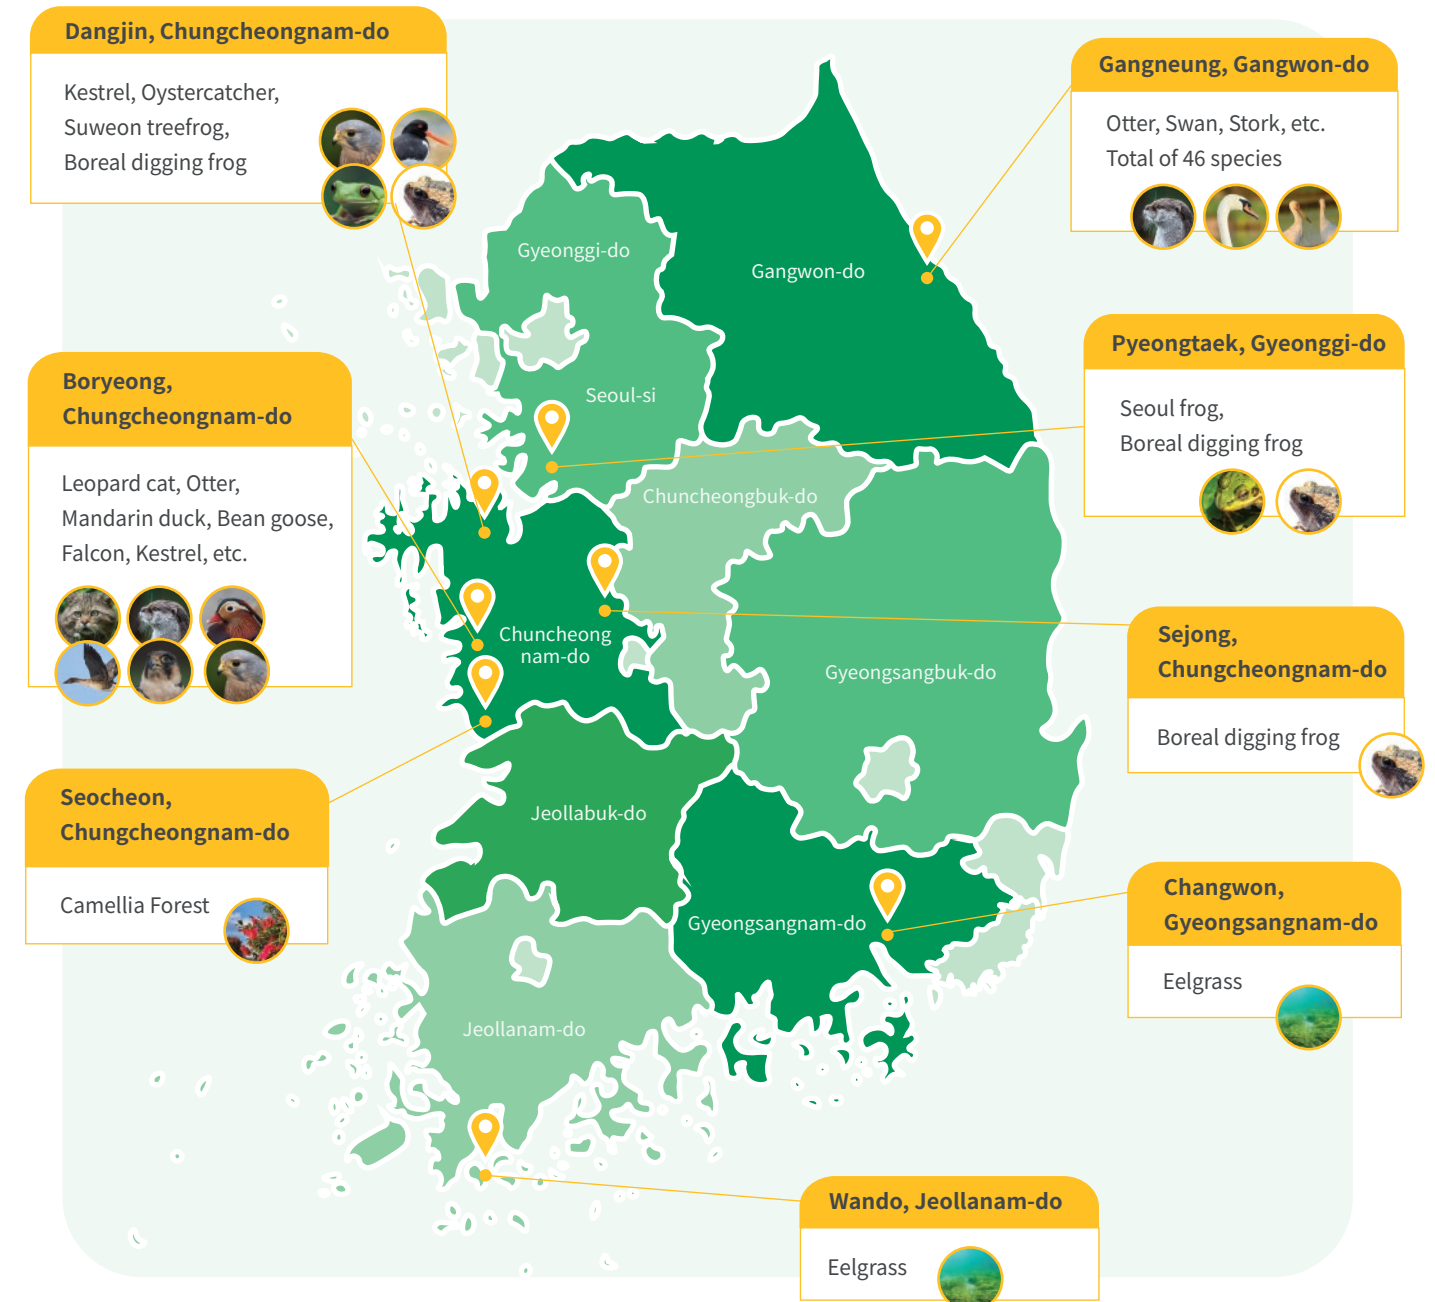 Dangjin, Chungcheongnam-do
Kestrel, Oystercatcher,
Suweon treefrog,
Boreal digging frog
Gangneung, Gangwon-do
Otter, Swan, Stork, etc.
Total of 46 species
Gyeonggi-do
Gangwon-do
Seoul-si
Pyeongtaek, Gyeonggi-do
Seoul frog,
Boreal digging frog
Boryeong,
Chungcheongnam-do
Leopard cat, Otter,
Mandarin duck, Bean goose,
Falcon, Kestrel, etc.
Chuncheongbuk-do
Chuncheong
nam-do
Gyeongsangbuk-do
Sejong,
Chungcheongnam-do
Boreal digging frog
Seocheon,
Chungcheongnam-do
Camellia Forest
Jeollabuk-do
Gyeongsangnam-do
Changwon,
Gyeongsangnam-do
Eelgrass
Jeollanam-do
Wando, Jeollanam-do
Eelgrass